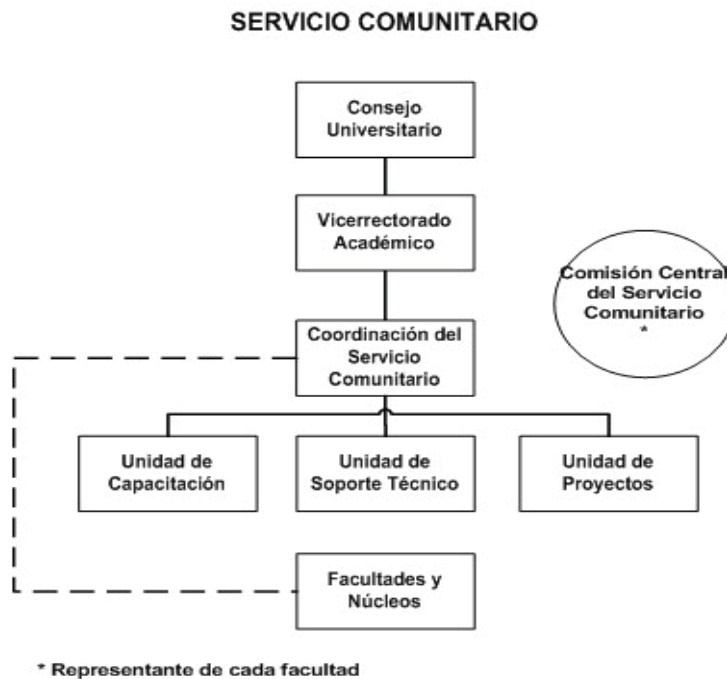 SERVICIO COMUNITARIO
Consejo
Universitario
Vicerrectorado
Académico
Comisión Central
del Servicio
Comunitario
*
Coordinación del
Servicio
Comunitario
Unidad de
Capacitación
Unidad de
Soporte Técnico
Unidad de
Proyectos
Facultades y
Núcleos
* Representante de cada facultad